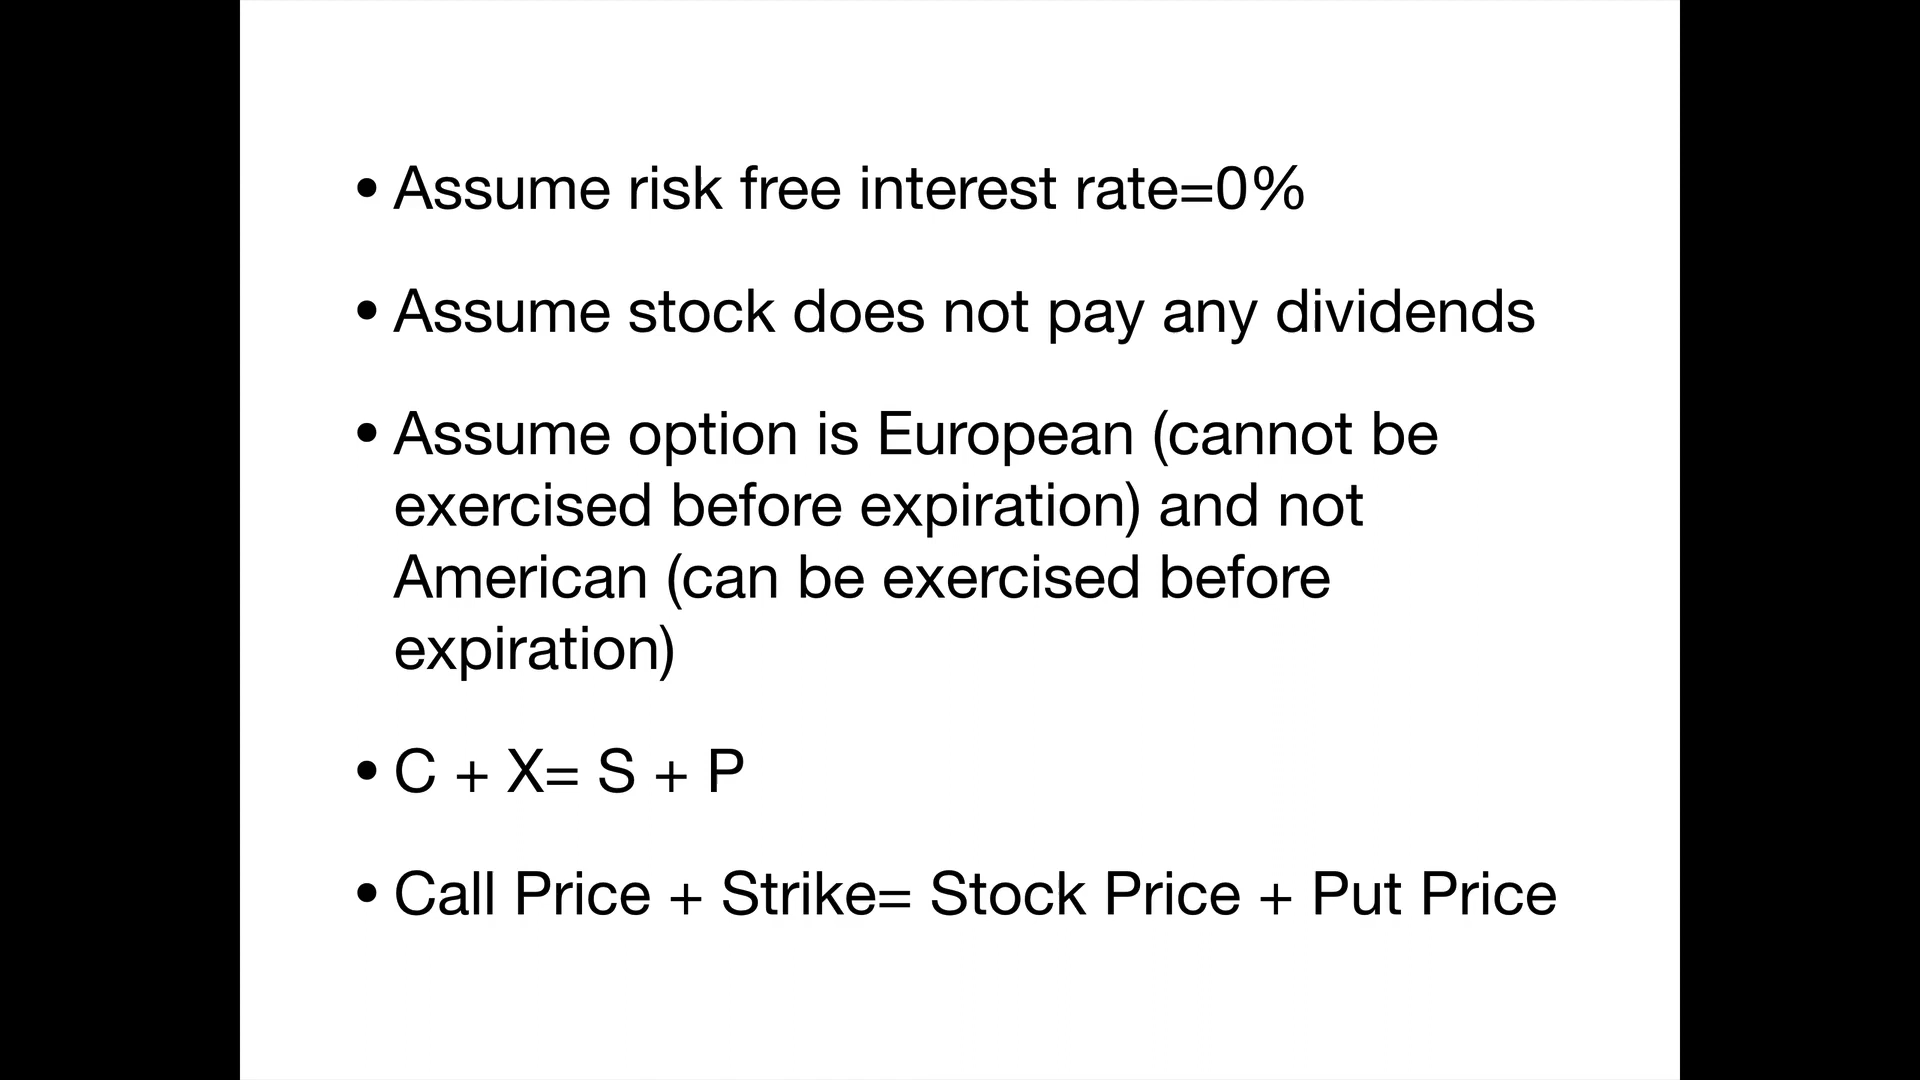 • Assume risk free interest rate=0%
• Assume stock does not pay any dividends
• Assume option is European (cannot be
exercised before expiration) and not
American (can be exercised before
expiration)
• C + X= S + P
• Call Price + Strike= Stock Price + Put Price